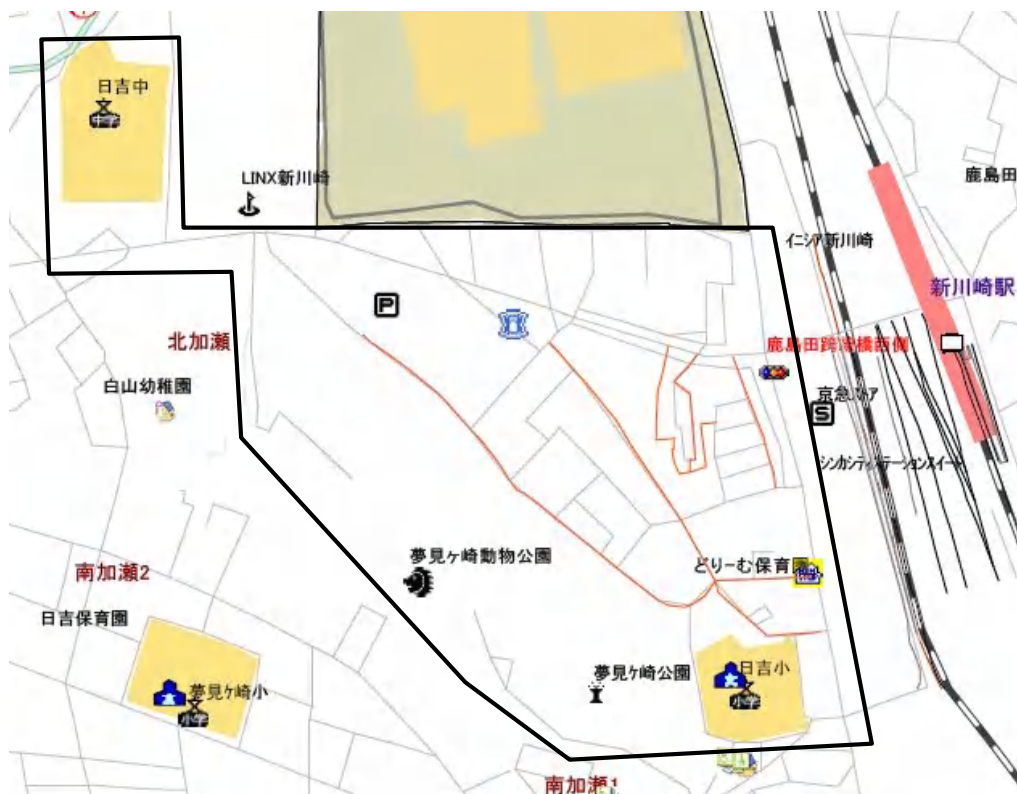 日吉中
中学
LINX新川崎
鹿島田
イニシア新川崎
新川崎駅
P
北加瀬
鹿島田跨線橋西側
白山幼稚園
京急ストア
S
シンカシティステーションスイート
夢見ヶ崎動物公園
どりーむ保育園
南加瀬2
日吉保育園
夢見ケ崎公園
日吉小
小学
夢見ケ崎小
小学
南加瀬1